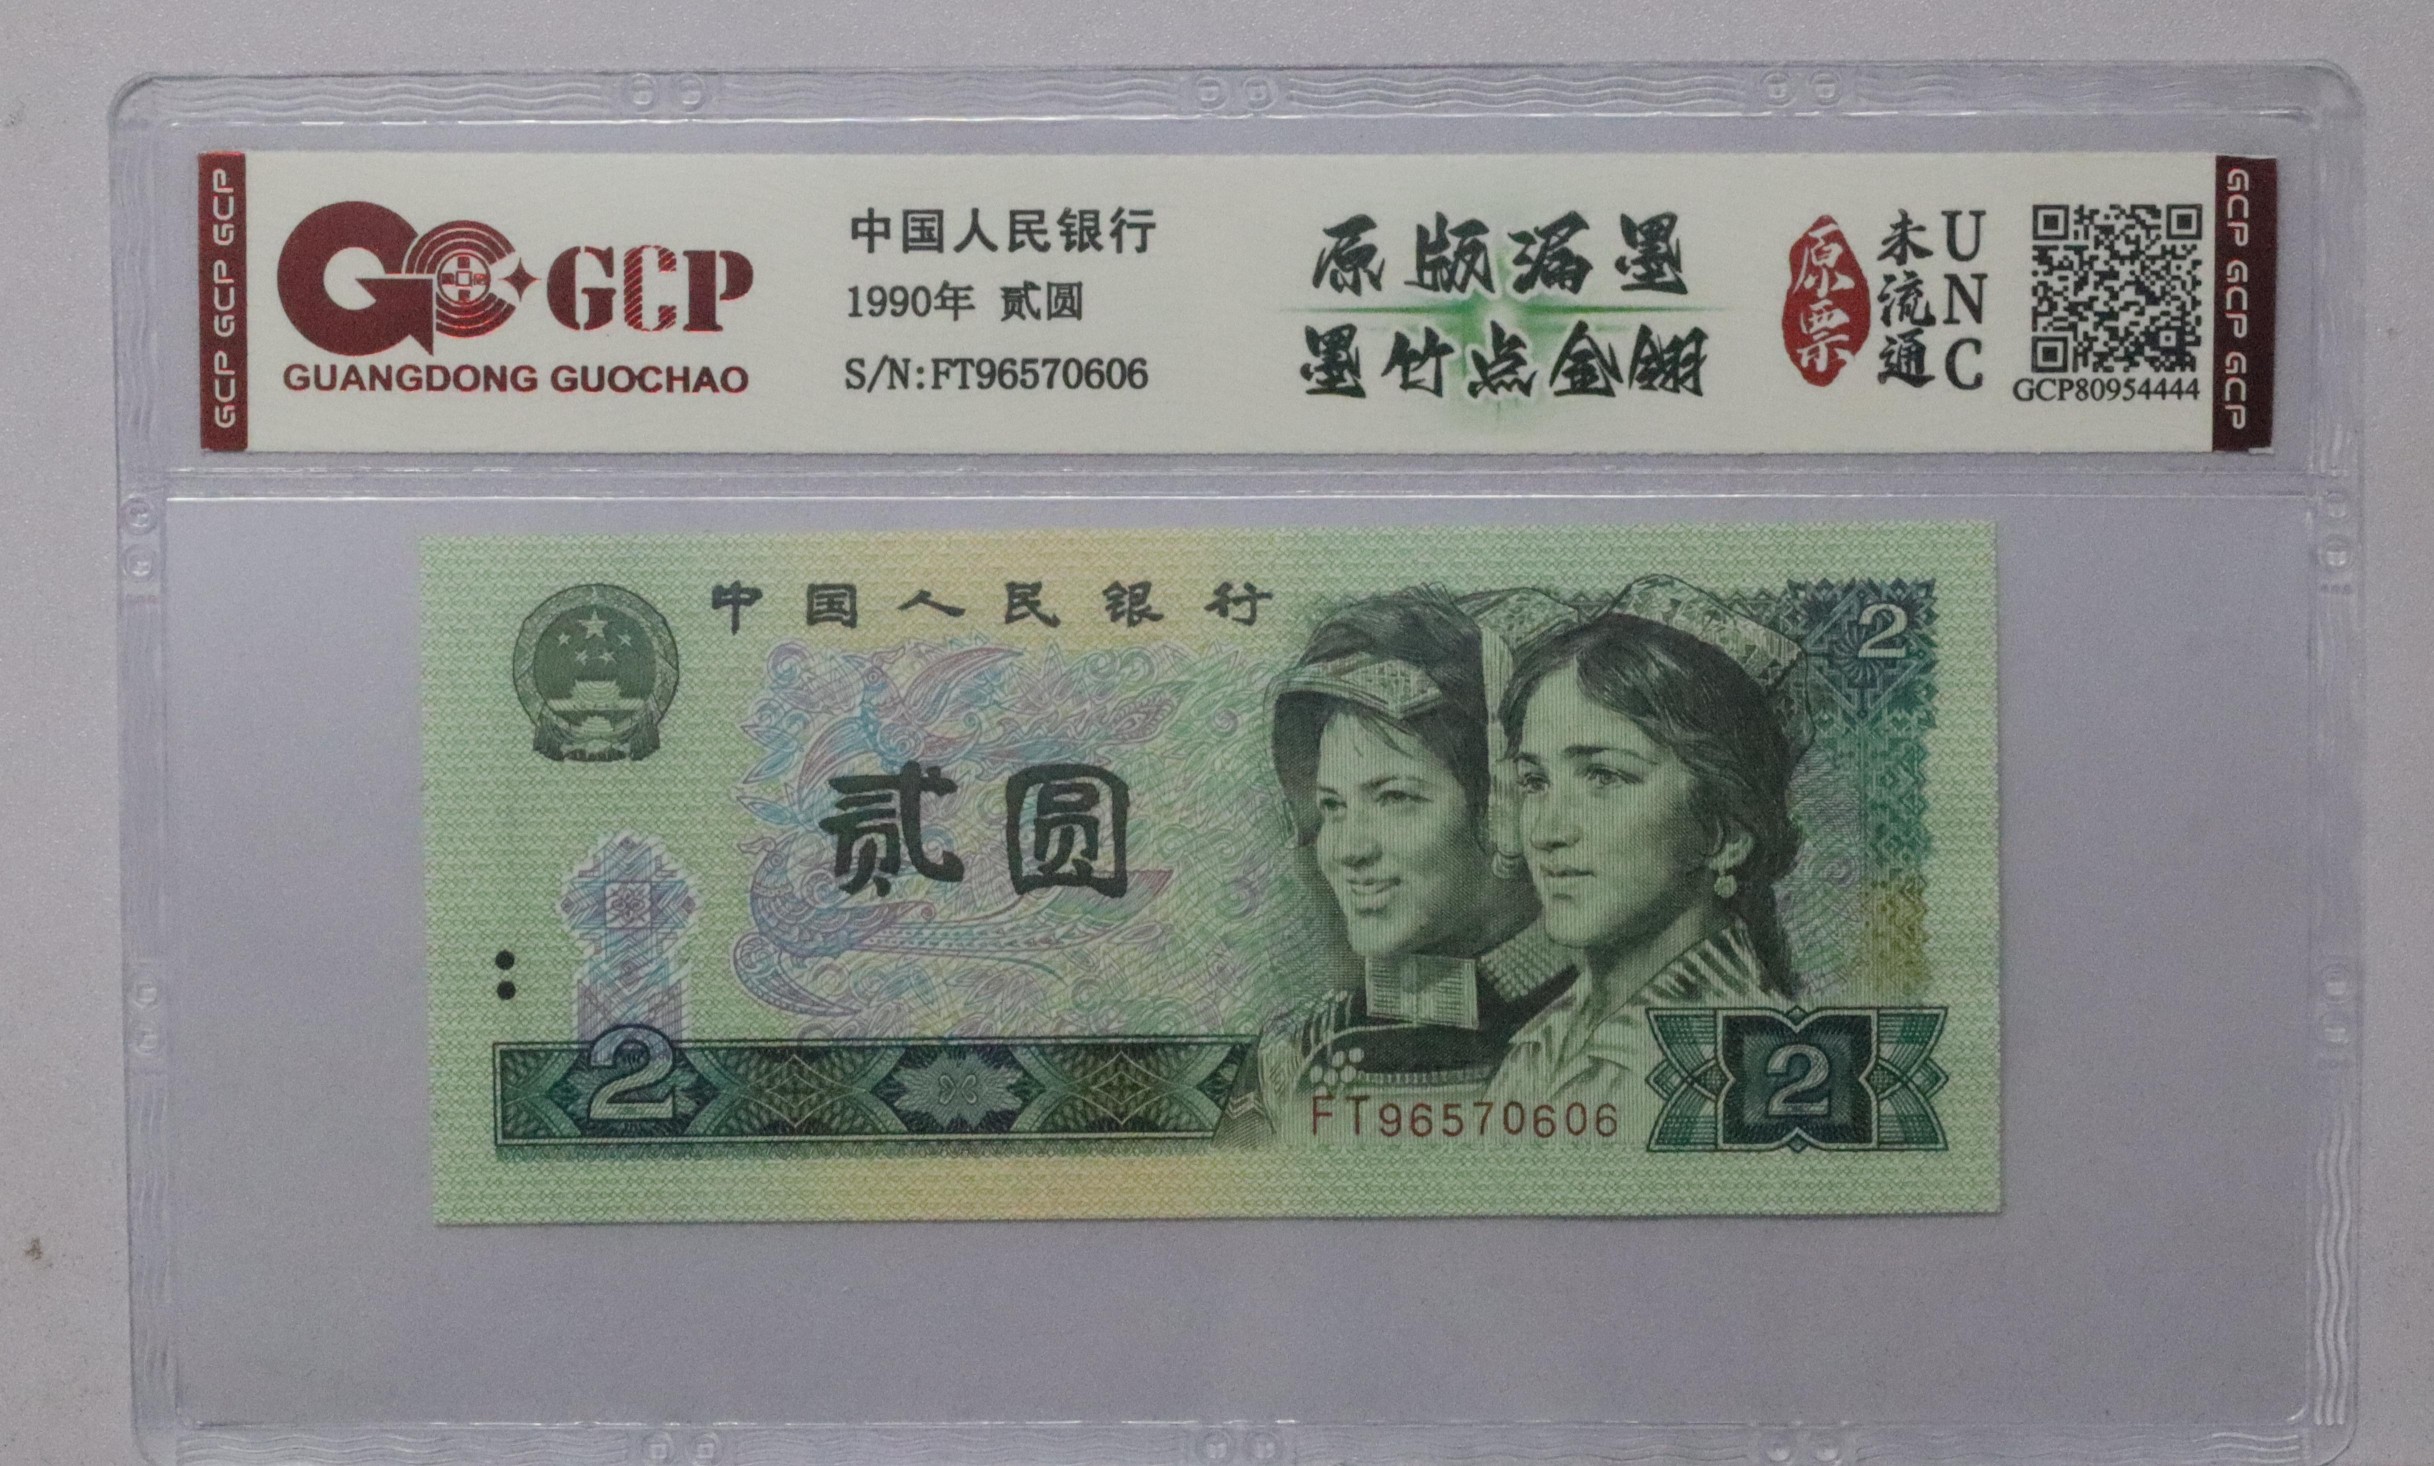 GCP GCP GCP
GCP
GUANGDONG GUOCHAO
中国人民银行
1990年 贰圆
S/N:FT96570606
原版漏墨
墨竹点金翎
原票
未流通
UNC
GCP80954444
GCP GCP GCP
中国人民银行
2
贰圆
2
FT96570606
2